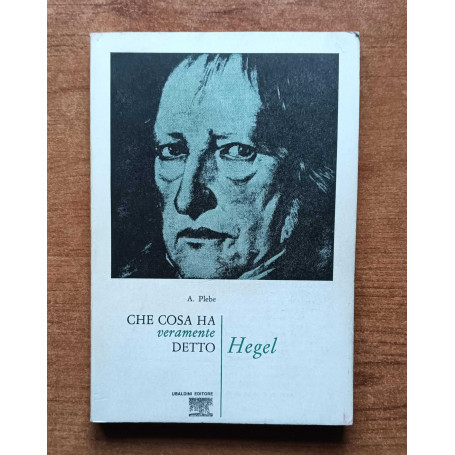 A. Plebe
CHE COSA HA
veramente
DETTO
Hegel
UBALDINI EDITORE